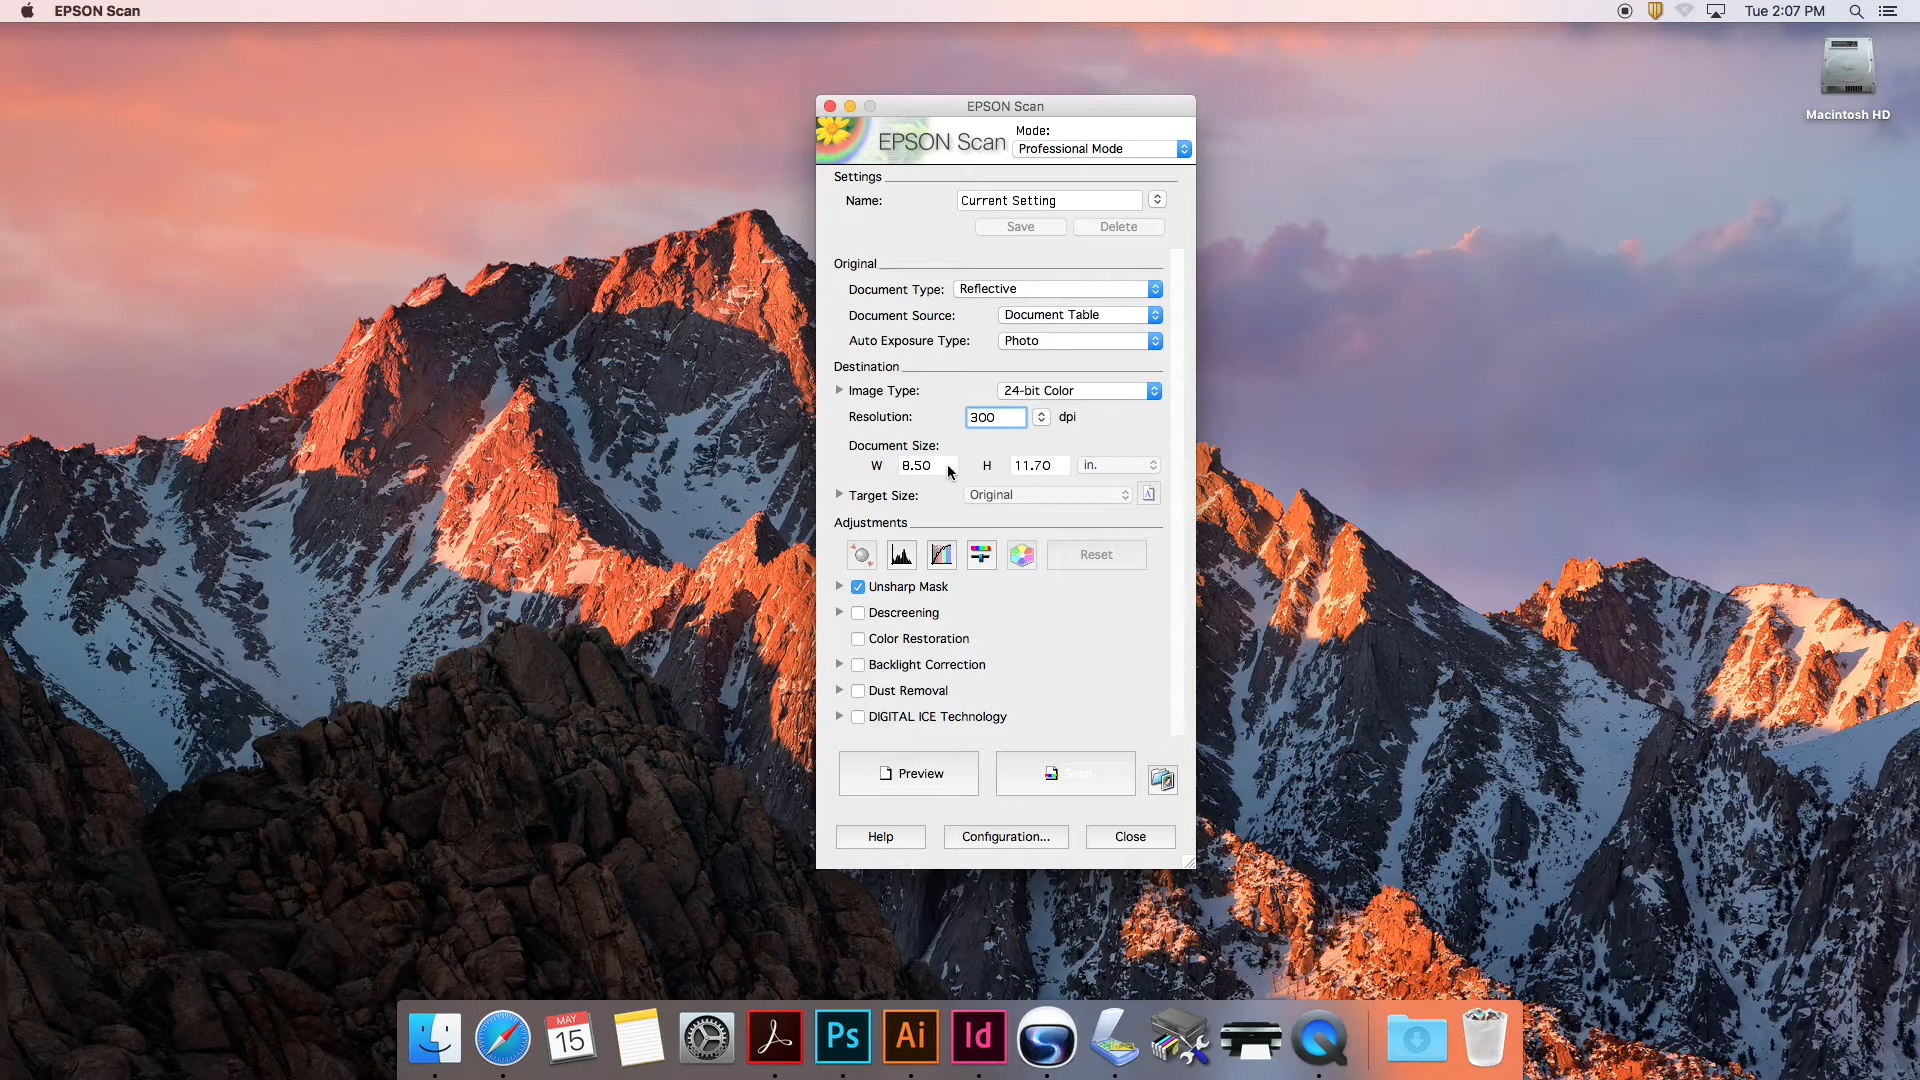 EPSON Scan
Tue 2:07 PM
Macintosh HD
EPSON Scan
EPSON Scan
Mode:
Professional Mode
Settings
Name: Current Setting
Save Delete
Original
Document Type: Reflective
Document Source: Document Table
Auto Exposure Type: Photo
Destination
Image Type: 24-bit Color
Resolution: 300 dpi
Document Size:
W 8.50 H 11.70 in.
Target Size: Original A
Adjustments
Reset
Unsharp Mask
Descreening
Color Restoration
Backlight Correction
Dust Removal
DIGITAL ICE Technology
Preview Scan
Help Configuration... Close
MAY
15
Ps Ai Id